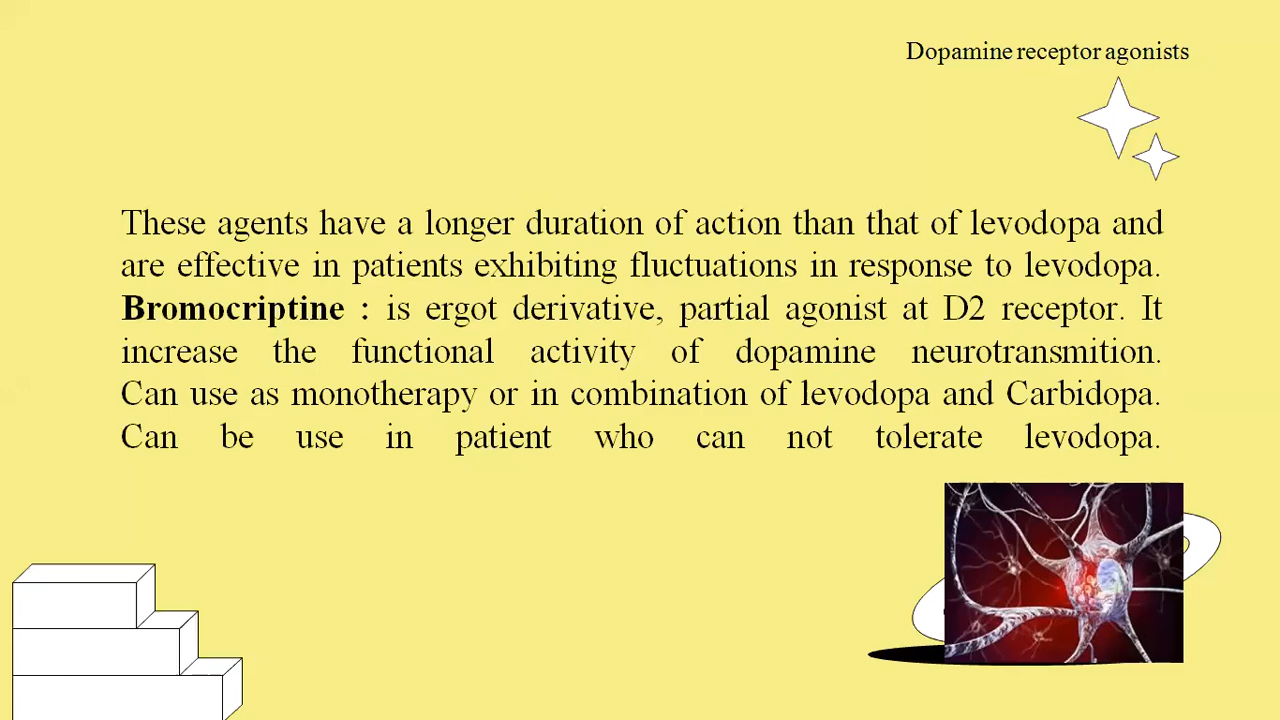 Dopamine receptor agonists
These agents have a longer duration of action than that of levodopa and
are effective in patients exhibiting fluctuations in response to levodopa.
Bromocriptine : is ergot derivative, partial agonist at D2 receptor. It
increase the functional activity of dopamine neurotransmition.
Can use as monotherapy or in combination of levodopa and Carbidopa.
Can be use in patient who can not tolerate levodopa.